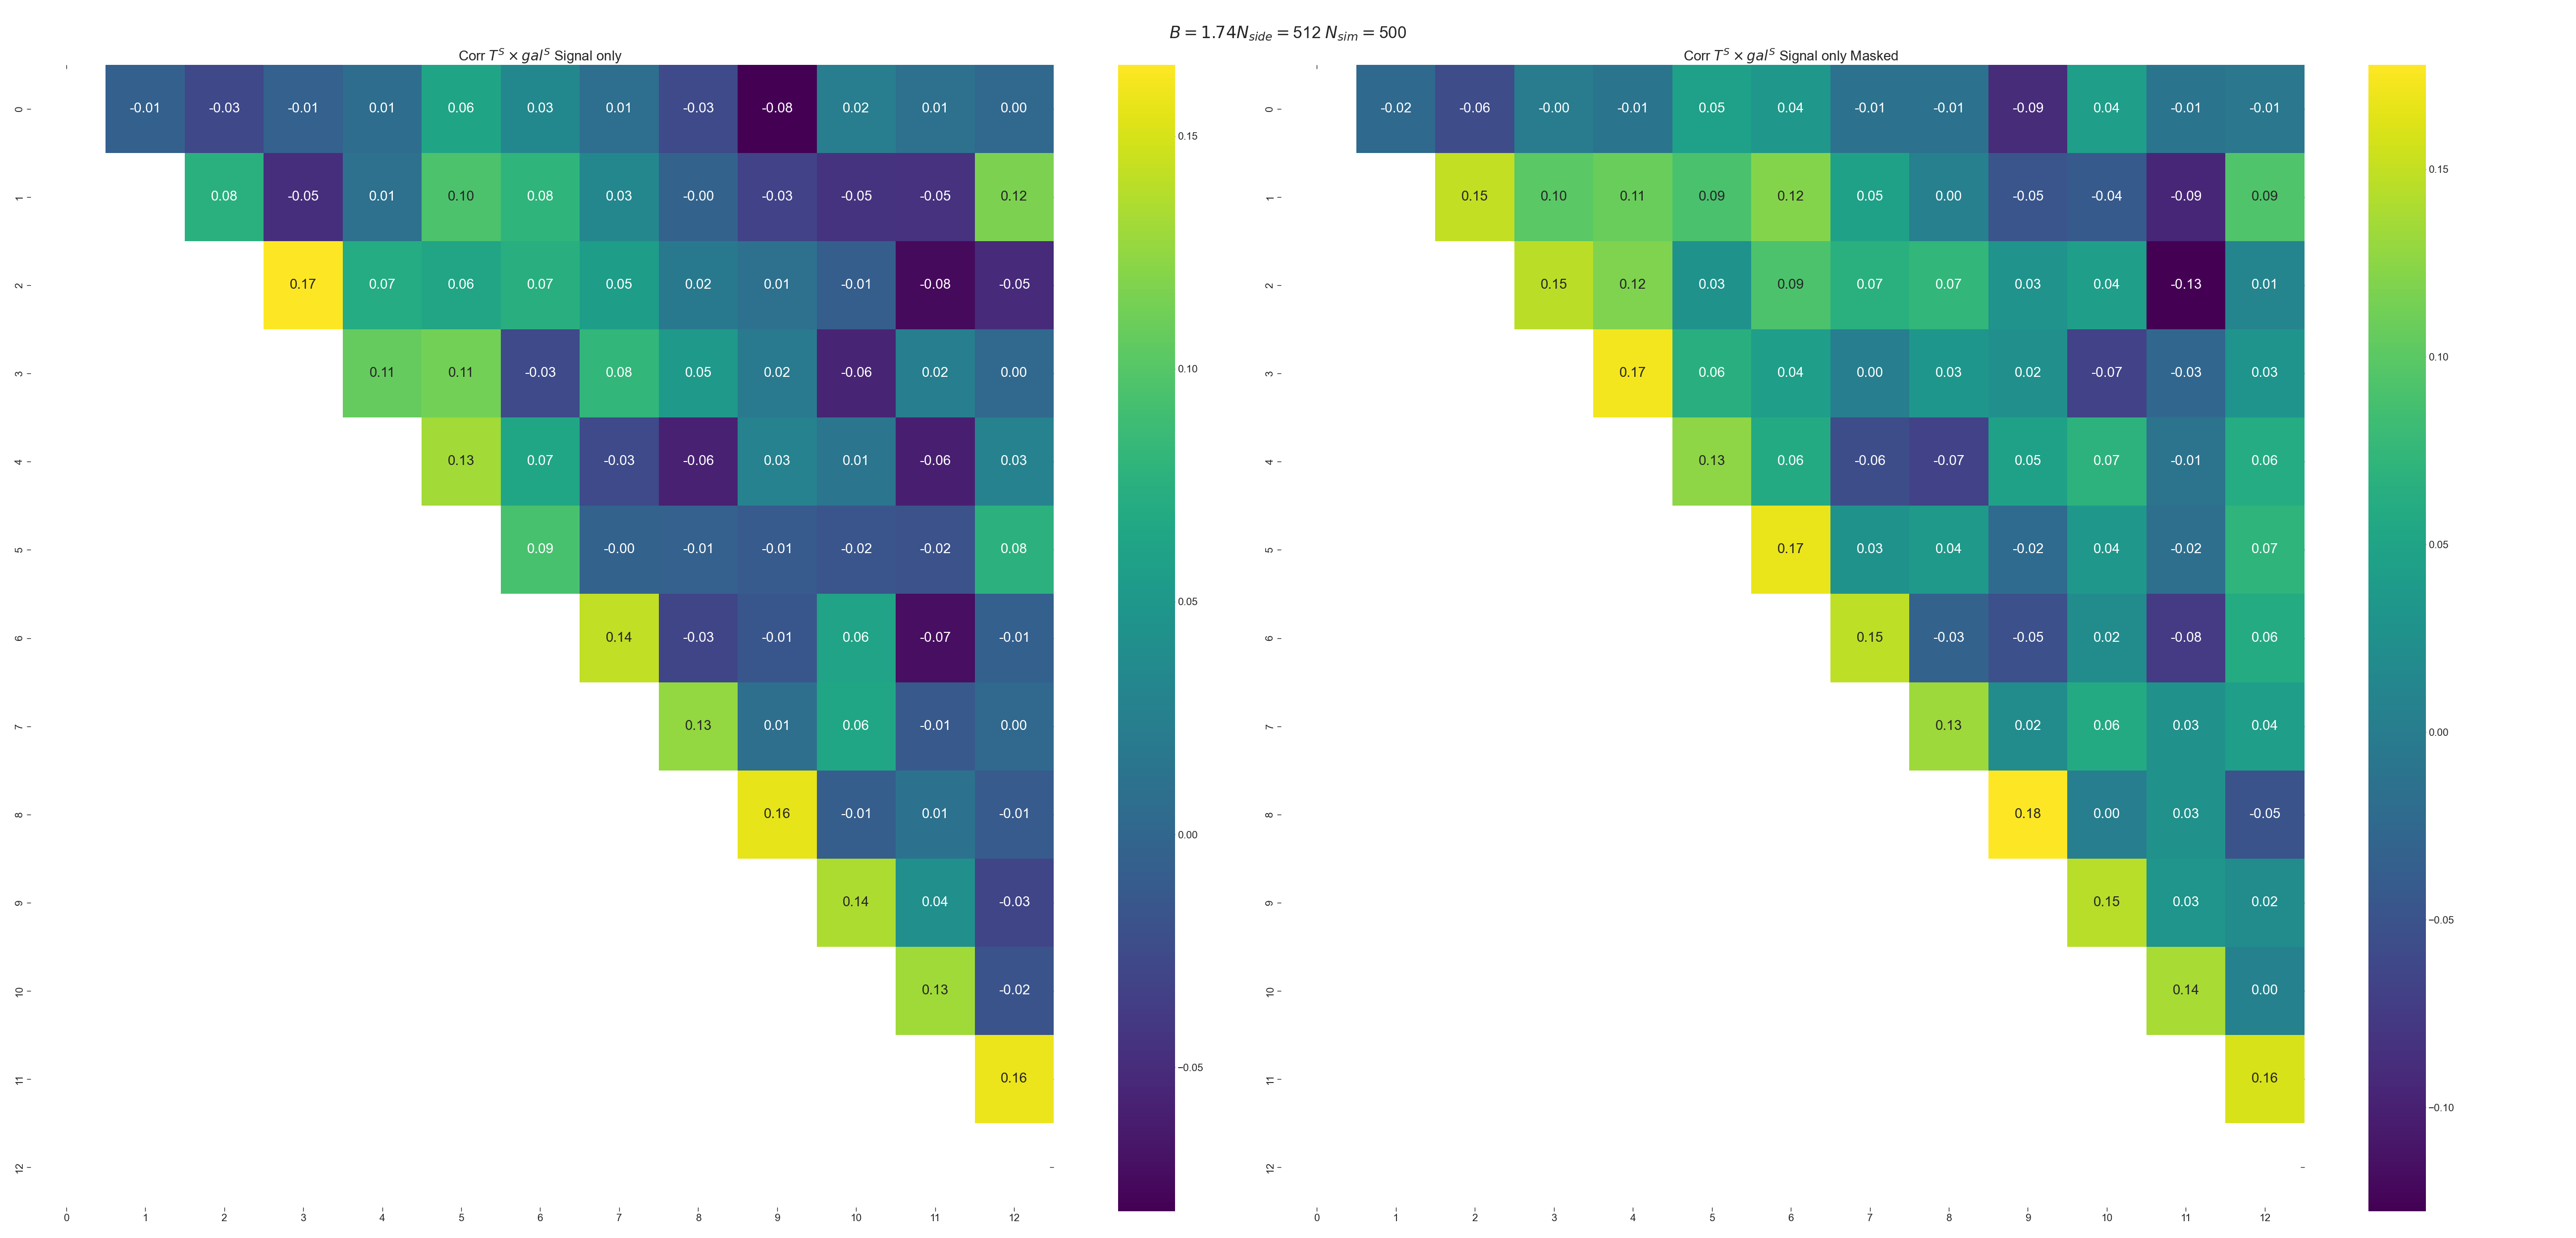 B = 1.74N_side = 512 N_sim = 500
Corr T^S × gal^S Signal only
0 -0.01 -0.03 -0.01 0.01 0.06 0.03 0.01 -0.03 -0.08 0.02 0.01 0.00
1 0.08 -0.05 0.01 0.10 0.08 0.03 -0.00 -0.03 -0.05 -0.05 0.12
2 0.17 0.07 0.06 0.07 0.05 0.02 0.01 -0.01 -0.08 -0.05
3 0.11 0.11 -0.03 0.08 0.05 0.02 -0.06 0.02 0.00
4 0.13 0.07 -0.03 -0.06 0.03 0.01 -0.06 0.03
5 0.09 -0.00 -0.01 -0.01 -0.02 -0.02 0.08
6 0.14 -0.03 -0.01 0.06 -0.07 -0.01
7 0.13 0.01 0.06 -0.01 0.00
8 0.16 -0.01 0.01 -0.01
9 0.14 0.04 -0.03
10 0.13 -0.02
11 0.16
12
0 1 2 3 4 5 6 7 8 9 10 11 12
0.15
0.10
0.05
0.00
−0.05
Corr T^S × gal^S Signal only Masked
0 -0.02 -0.06 -0.00 -0.01 0.05 0.04 -0.01 -0.01 -0.09 0.04 -0.01 -0.01
1 0.15 0.10 0.11 0.09 0.12 0.05 0.00 -0.05 -0.04 -0.09 0.09
2 0.15 0.12 0.03 0.09 0.07 0.07 0.03 0.04 -0.13 0.01
3 0.17 0.06 0.04 0.00 0.03 0.02 -0.07 -0.03 0.03
4 0.13 0.06 -0.06 -0.07 0.05 0.07 -0.01 0.06
5 0.17 0.03 0.04 -0.02 0.04 -0.02 0.07
6 0.15 -0.03 -0.05 0.02 -0.08 0.06
7 0.13 0.02 0.06 0.03 0.04
8 0.18 0.00 0.03 -0.05
9 0.15 0.03 0.02
10 0.14 0.00
11 0.16
12
0 1 2 3 4 5 6 7 8 9 10 11 12
0.15
0.10
0.05
0.00
−0.05
−0.10